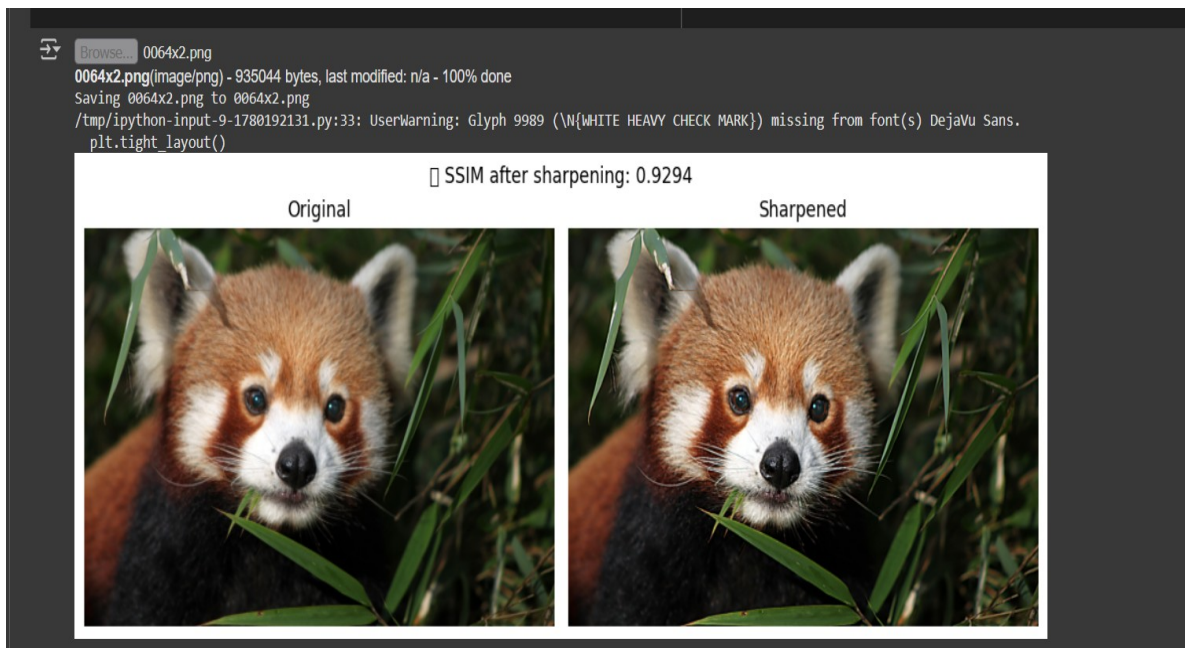 Browse... 0064x2.png
0064x2.png(image/png) - 935044 bytes, last modified: n/a - 100% done
Saving 0064x2.png to 0064x2.png
/tmp/ipython-input-9-1780192131.py:33: UserWarning: Glyph 9989 (\N{WHITE HEAVY CHECK MARK}) missing from font(s) DejaVu Sans.
  plt.tight_layout()
▯ SSIM after sharpening: 0.9294
Original Sharpened